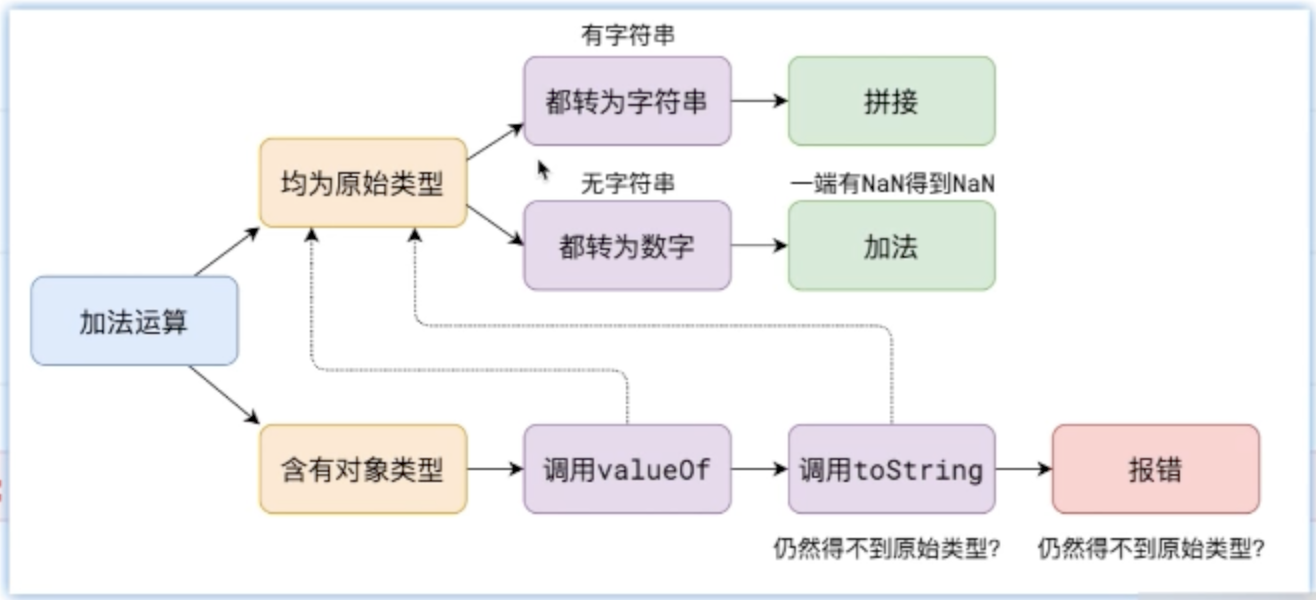 有字符串
都转为字符串
拼接
均为原始类型
无字符串
一端有NaN得到NaN
都转为数字
加法
加法运算
含有对象类型
调用valueOf
调用toString
报错
仍然得不到原始类型?
仍然得不到原始类型?